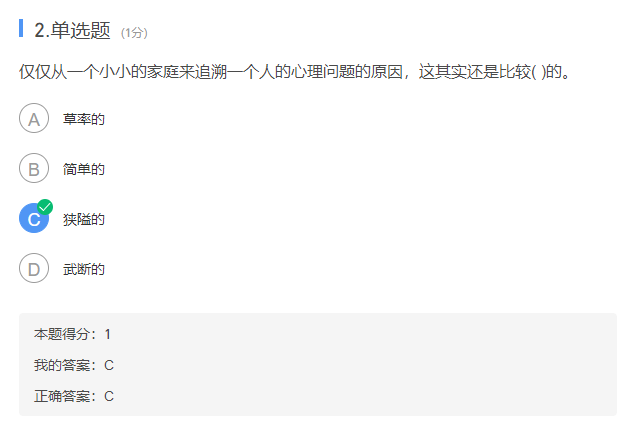 2.单选题 (1分)
仅仅从一个小小的家庭来追溯一个人的心理问题的原因，这其实还是比较( )的。
A 草率的
B 简单的
C 狭隘的
D 武断的
本题得分：1
我的答案：C
正确答案：C